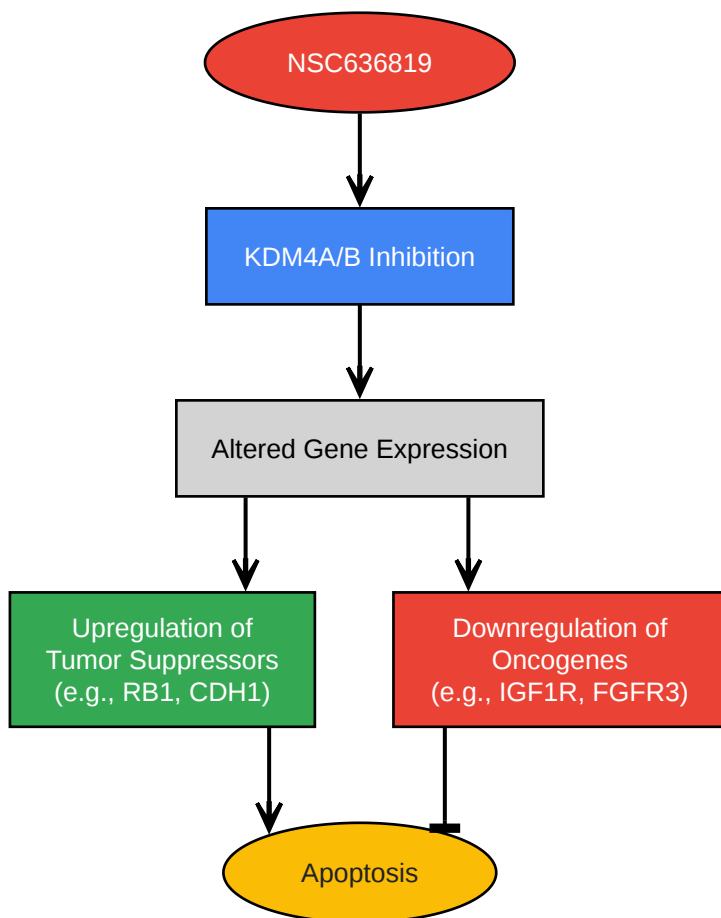 NSC636819
KDM4A/B Inhibition
Altered Gene Expression
Upregulation of
Tumor Suppressors
(e.g., RB1, CDH1)
Downregulation of
Oncogenes
(e.g., IGF1R, FGFR3)
Apoptosis